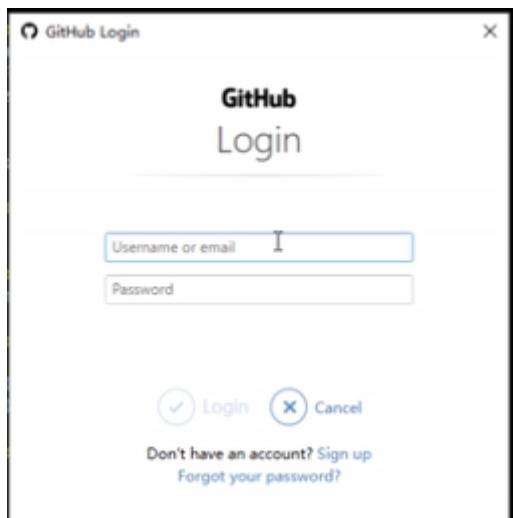 GitHub Login
GitHub
Login
Username or email
Password
Login Cancel
Don't have an account? Sign up
Forgot your password?